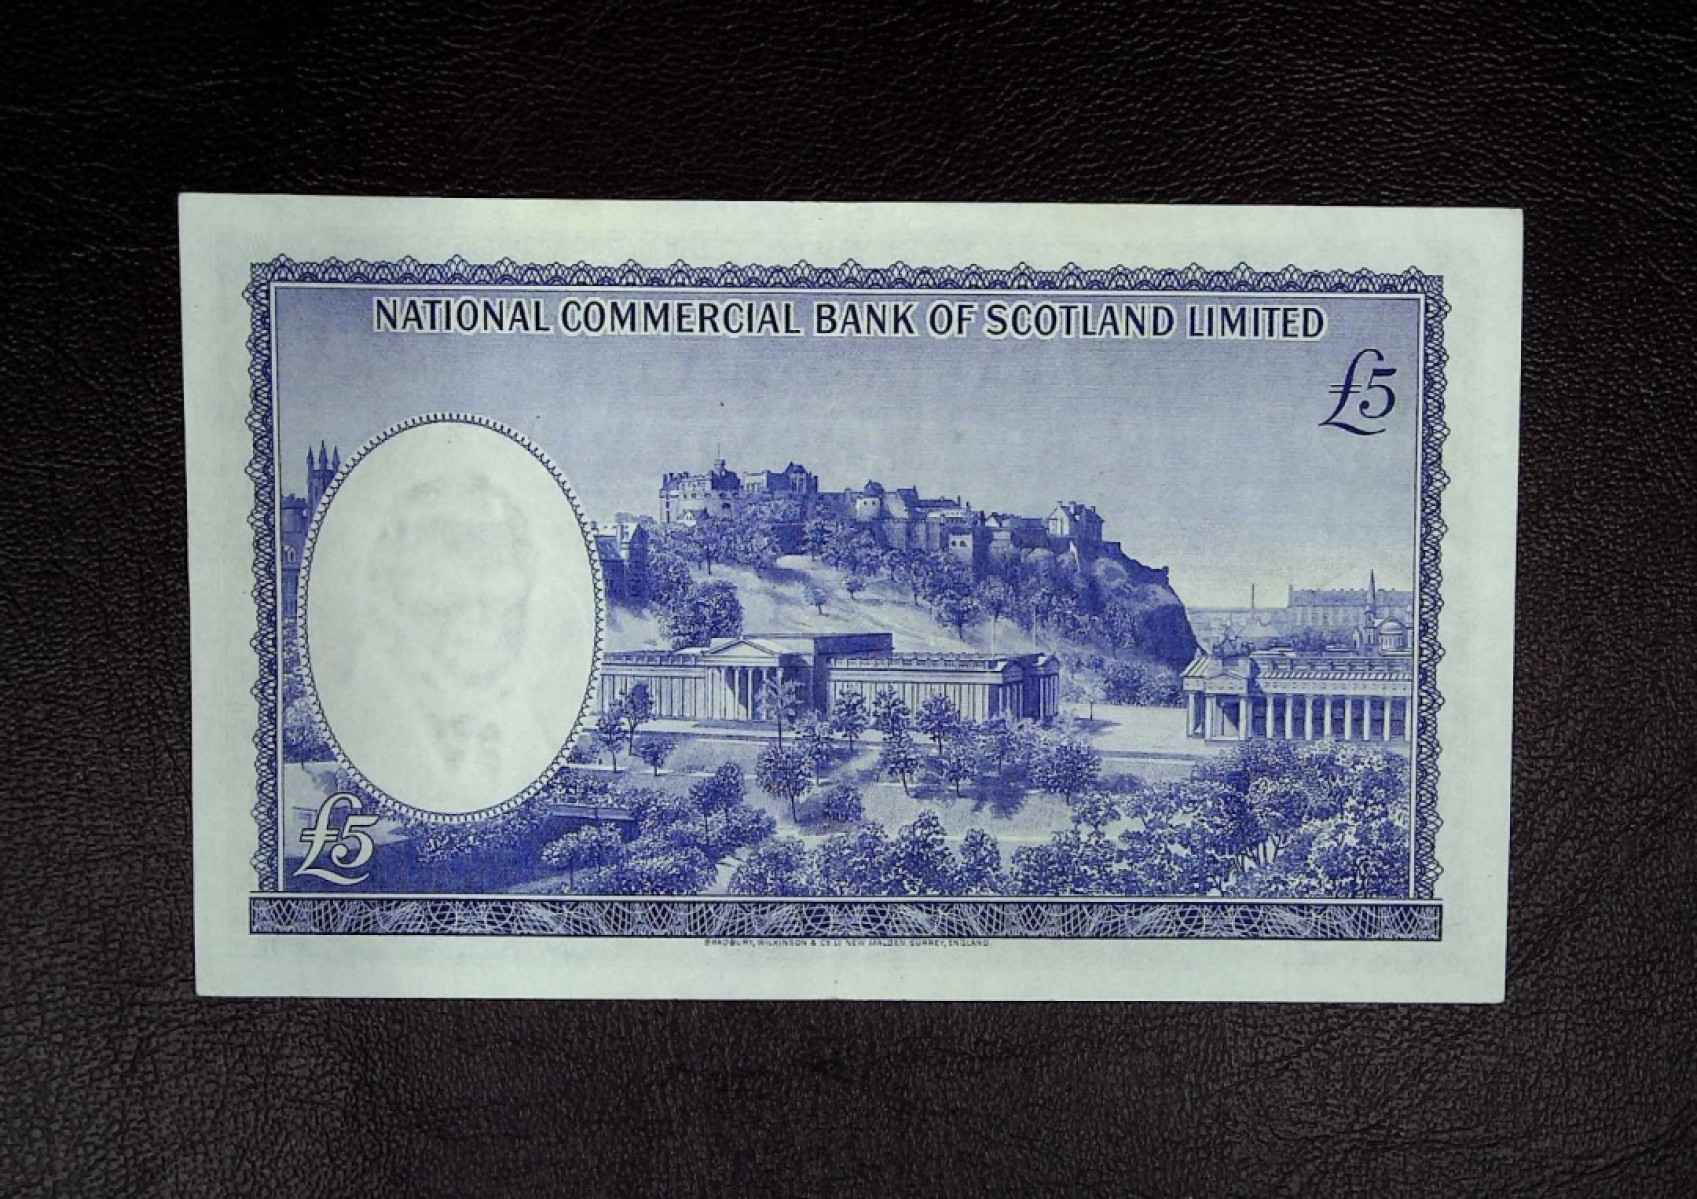 NATIONAL COMMERCIAL BANK OF SCOTLAND LIMITED
£5
£5
BRADBURY, WILKINSON & Co Ld NEW MALDEN, SURREY, ENGLAND.